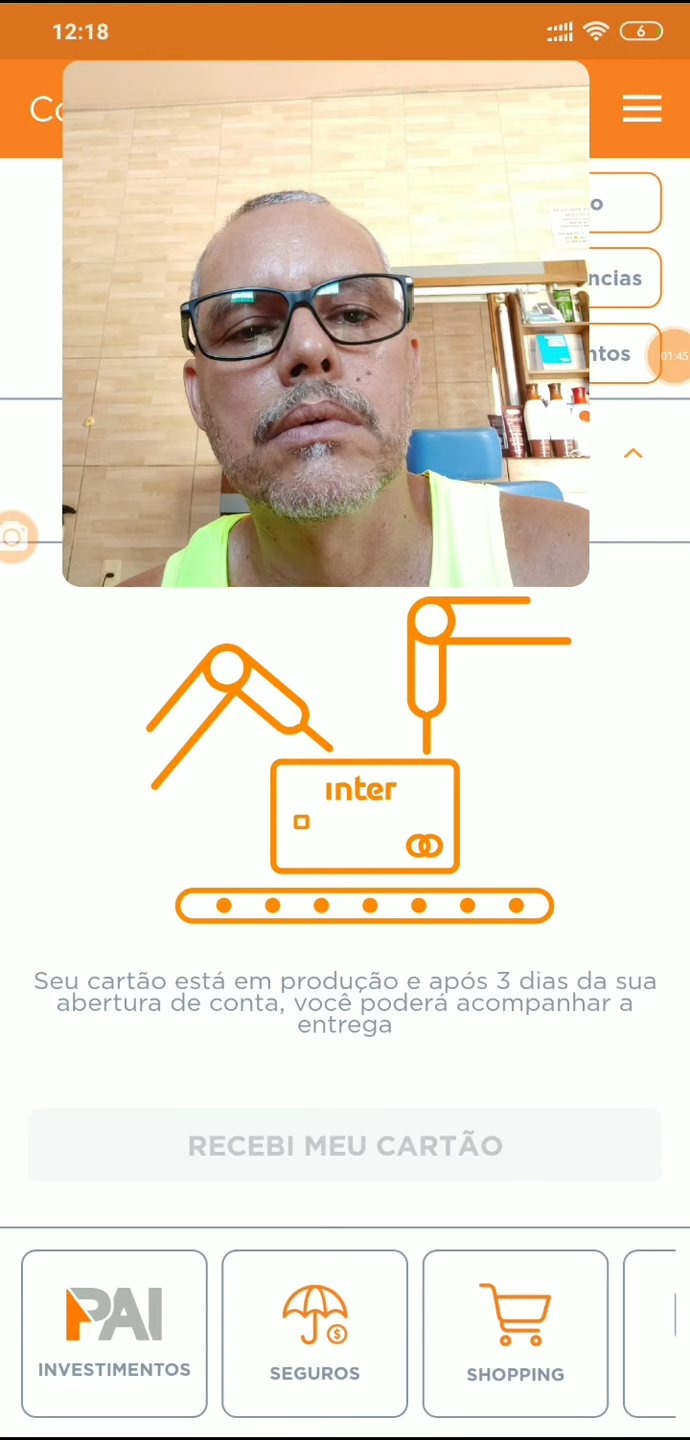 12:18
6
Co
o
ncias
ntos
01:45
inter
Seu cartão está em produção e após 3 dias da sua
abertura de conta, você poderá acompanhar a
entrega
RECEBI MEU CARTÃO
PAI
INVESTIMENTOS
$
SEGUROS
SHOPPING